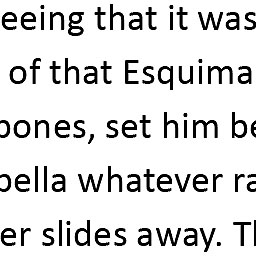 eeing that it was
of that Esquima
bones, set him be
bella whatever ra
er slides away. Th